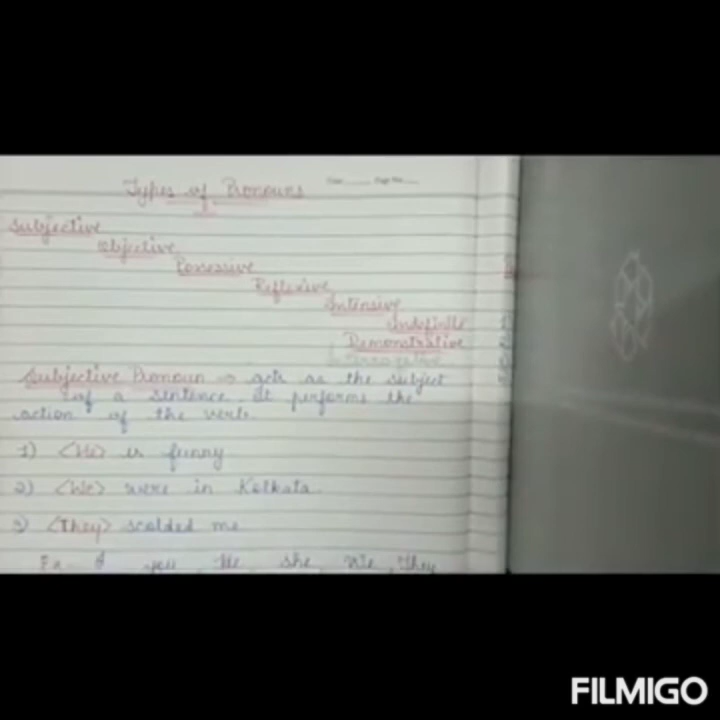 Types of Pronouns
Subjective
Objective
Possessive
Reflexive
Intensive
Indefinite
Demonstrative
Subjective Pronoun → acts as the subject
of a sentence. It performs the
action of the verb.
1) <He> is funny
2) <We> were in Kolkata
3) <They> scolded me
Ex I you, He, she, We, They
FILMIGO